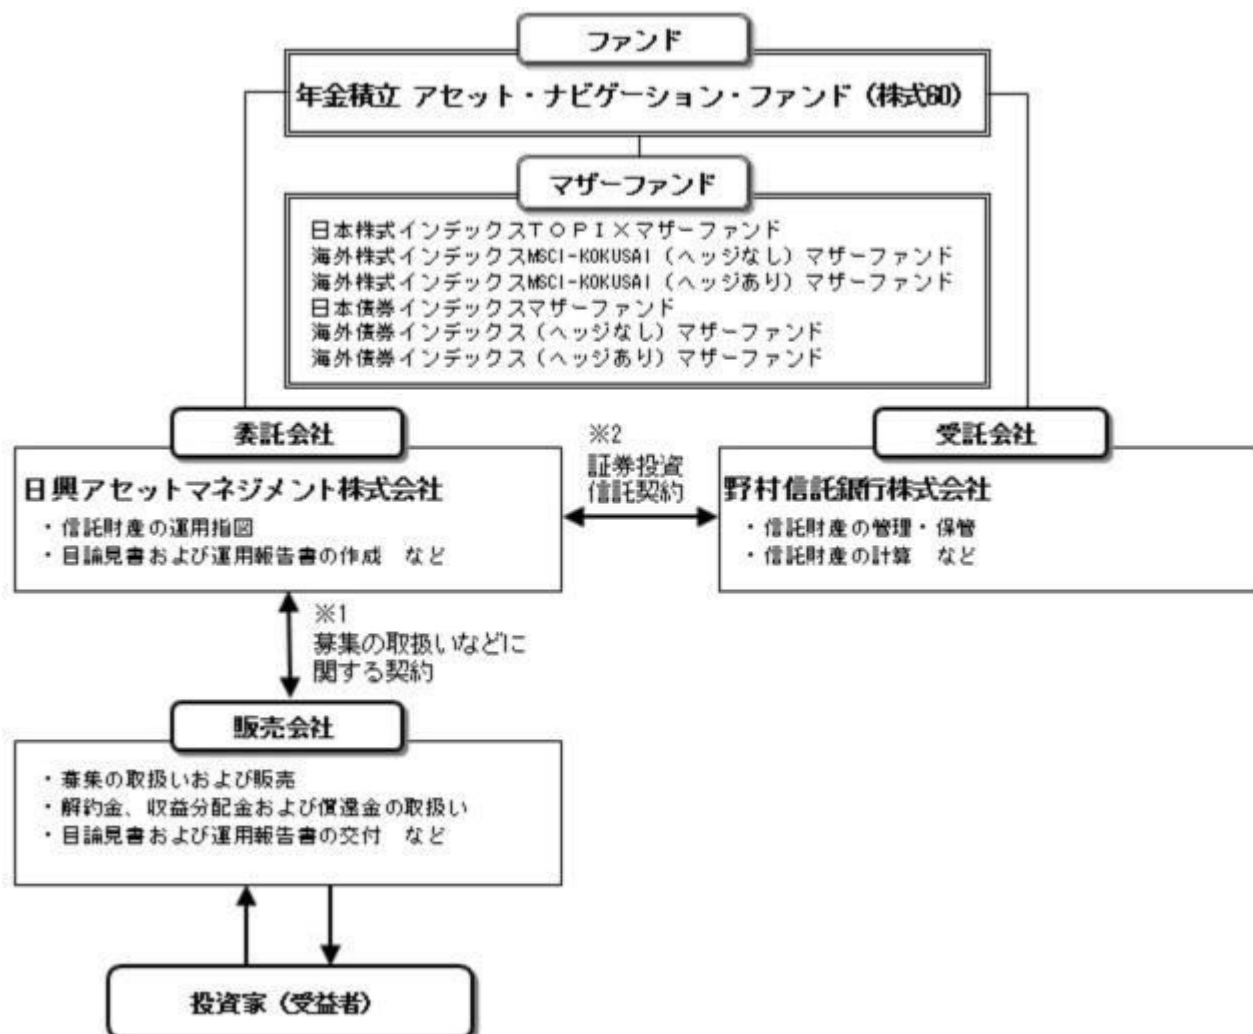 ファンド
年金積立 アセット・ナビゲーション・ファンド（株式60）
マザーファンド
日本株式インデックスＴＯＰＩＸマザーファンド
海外株式インデックスMSCI-KOKUSAI（ヘッジなし）マザーファンド
海外株式インデックスMSCI-KOKUSAI（ヘッジあり）マザーファンド
日本債券インデックスマザーファンド
海外債券インデックス（ヘッジなし）マザーファンド
海外債券インデックス（ヘッジあり）マザーファンド
委託会社
日興アセットマネジメント株式会社
・信託財産の運用指図
・目論見書および運用報告書の作成　など
※2
証券投資
信託契約
受託会社
野村信託銀行株式会社
・信託財産の管理・保管
・信託財産の計算　など
※1
募集の取扱いなどに
関する契約
販売会社
・募集の取扱いおよび販売
・解約金、収益分配金および償還金の取扱い
・目論見書および運用報告書の交付　など
投資家（受益者）